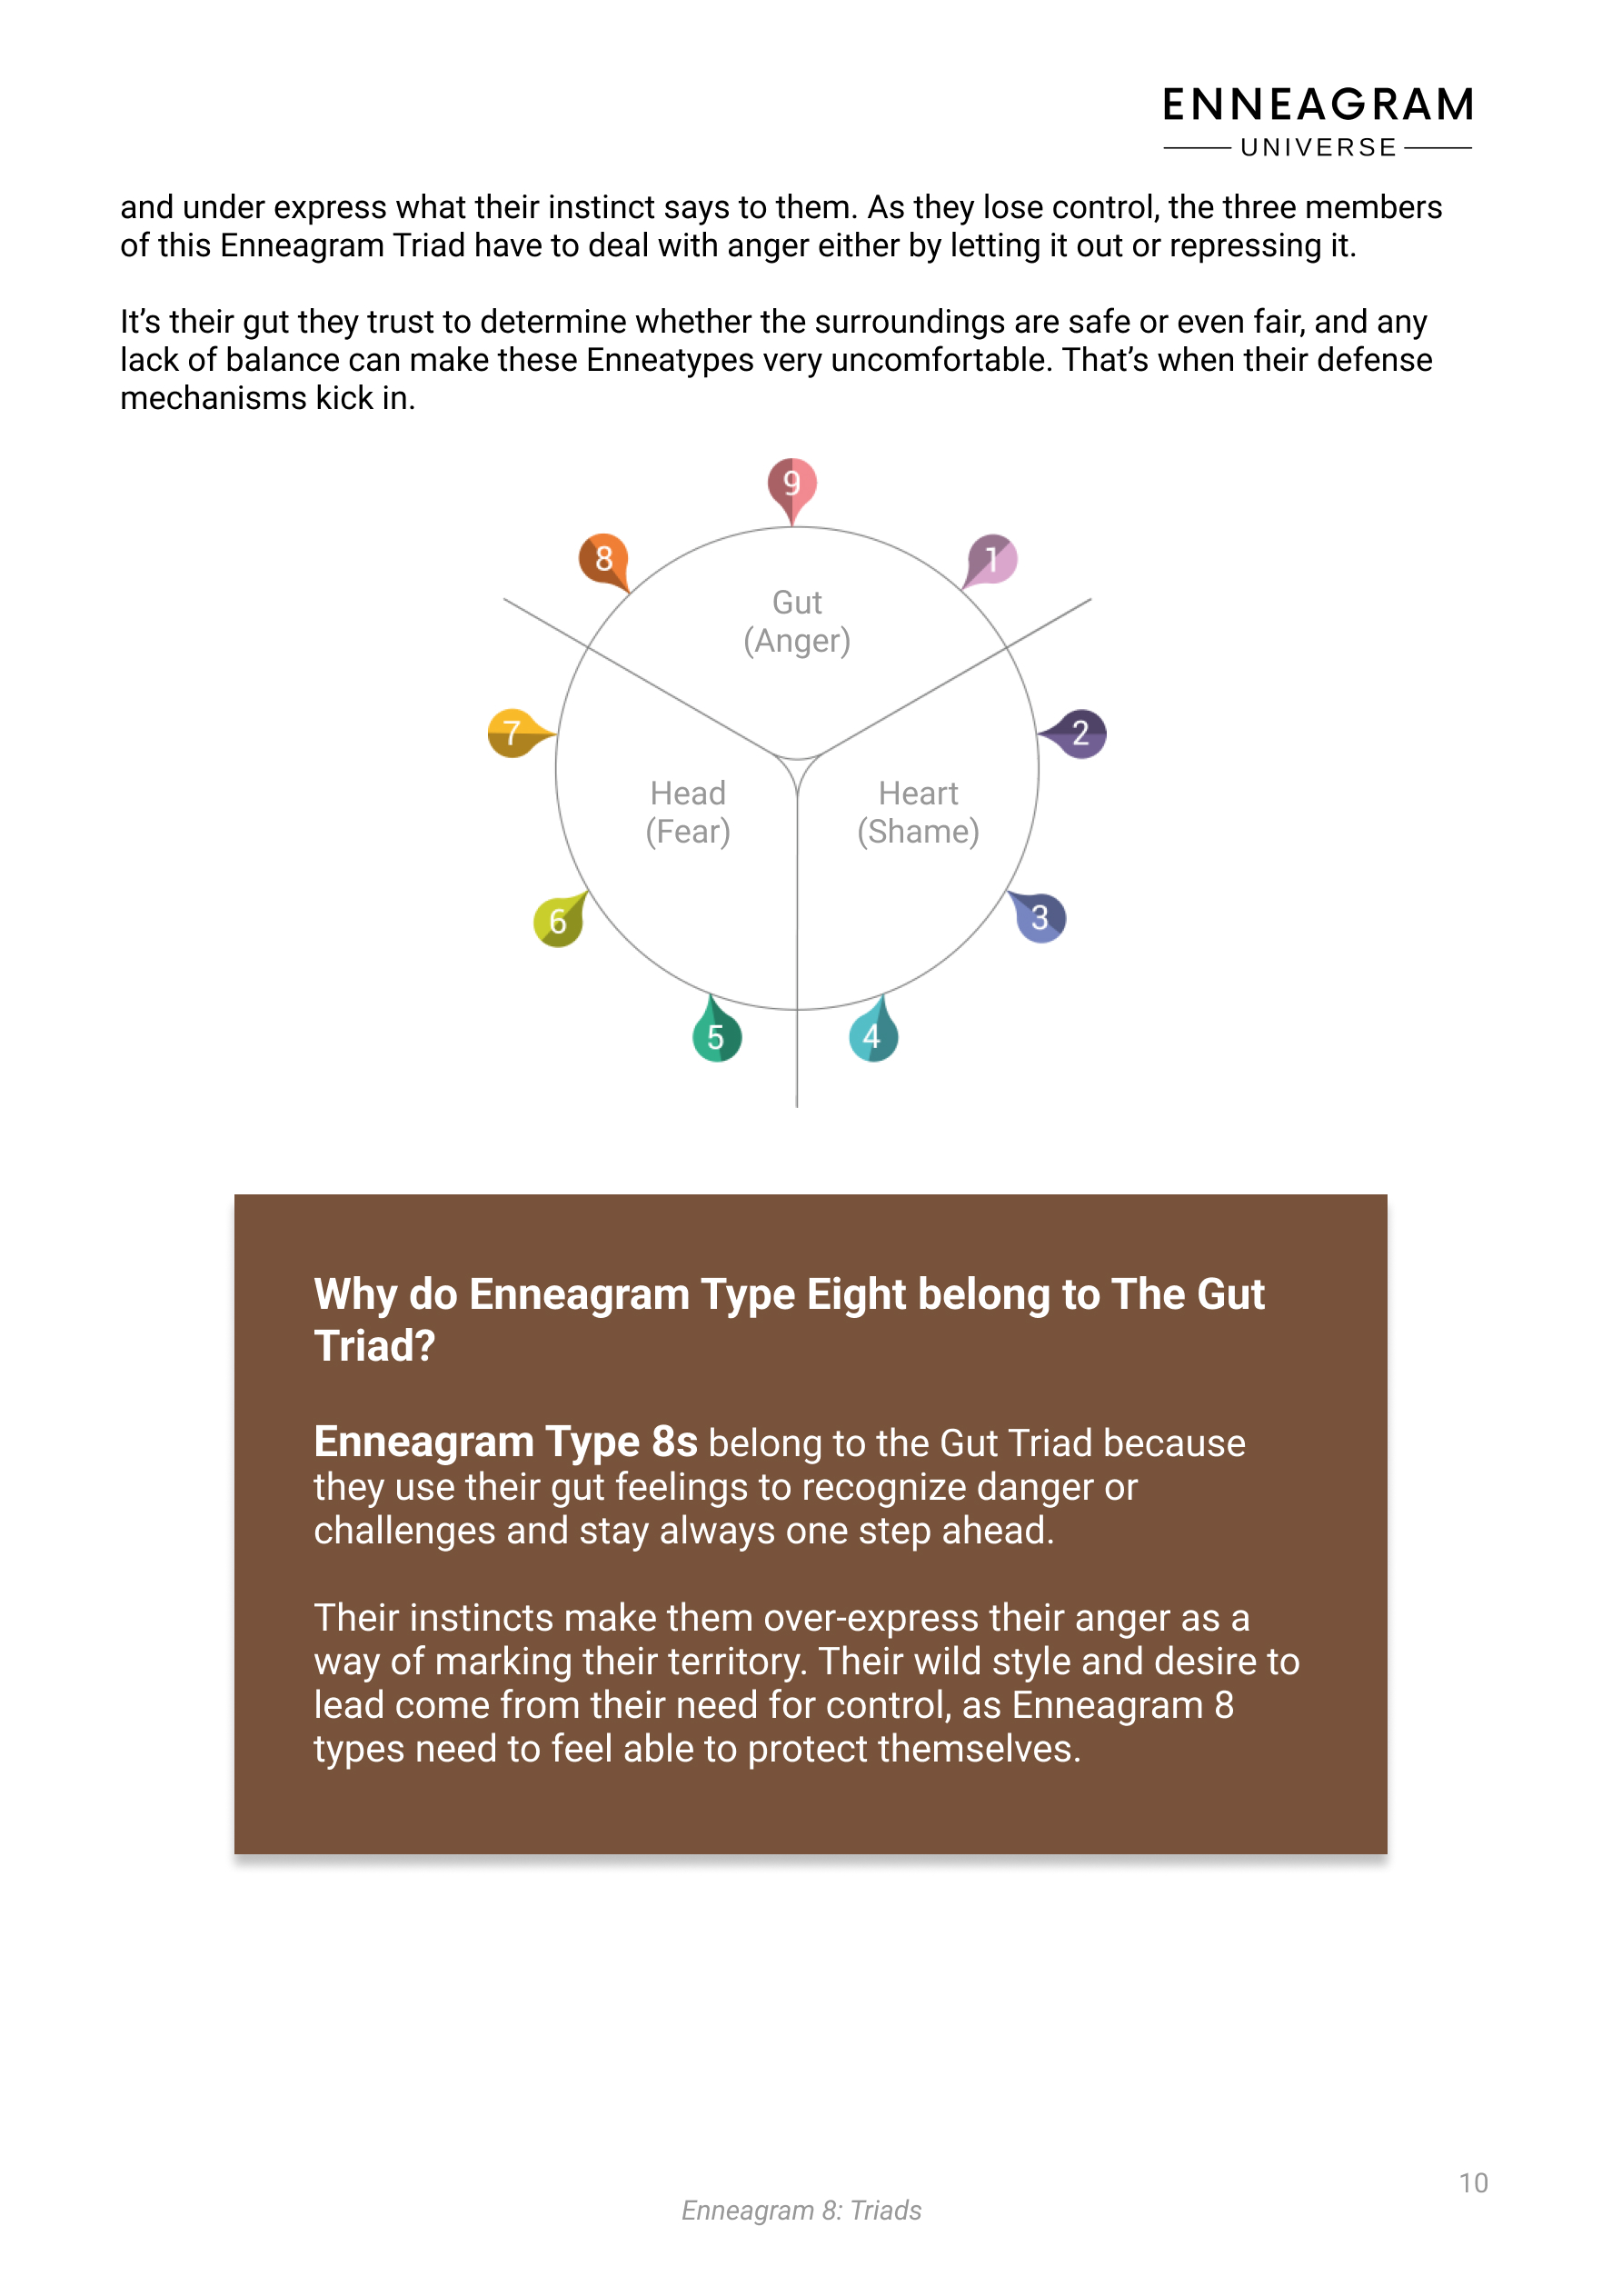 ENNEAGRAM
UNIVERSE
and under express what their instinct says to them. As they lose control, the three members
of this Enneagram Triad have to deal with anger either by letting it out or repressing it.
It’s their gut they trust to determine whether the surroundings are safe or even fair, and any
lack of balance can make these Enneatypes very uncomfortable. That’s when their defense
mechanisms kick in.
9
8
1
Gut
(Anger)
7
2
Head
(Fear)
Heart
(Shame)
6
3
5
4
Why do Enneagram Type Eight belong to The Gut
Triad?
Enneagram Type 8s belong to the Gut Triad because
they use their gut feelings to recognize danger or
challenges and stay always one step ahead.
Their instincts make them over-express their anger as a
way of marking their territory. Their wild style and desire to
lead come from their need for control, as Enneagram 8
types need to feel able to protect themselves.
10
Enneagram 8: Triads